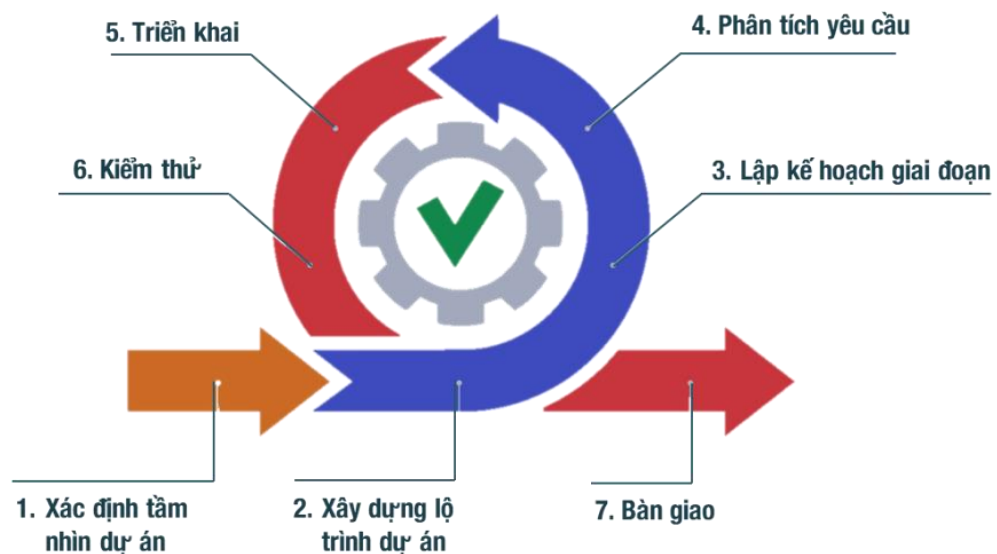 5. Triển khai
4. Phân tích yêu cầu
6. Kiểm thử
3. Lập kế hoạch giai đoạn
1. Xác định tầm
nhìn dự án
2. Xây dựng lộ
trình dự án
7. Bàn giao